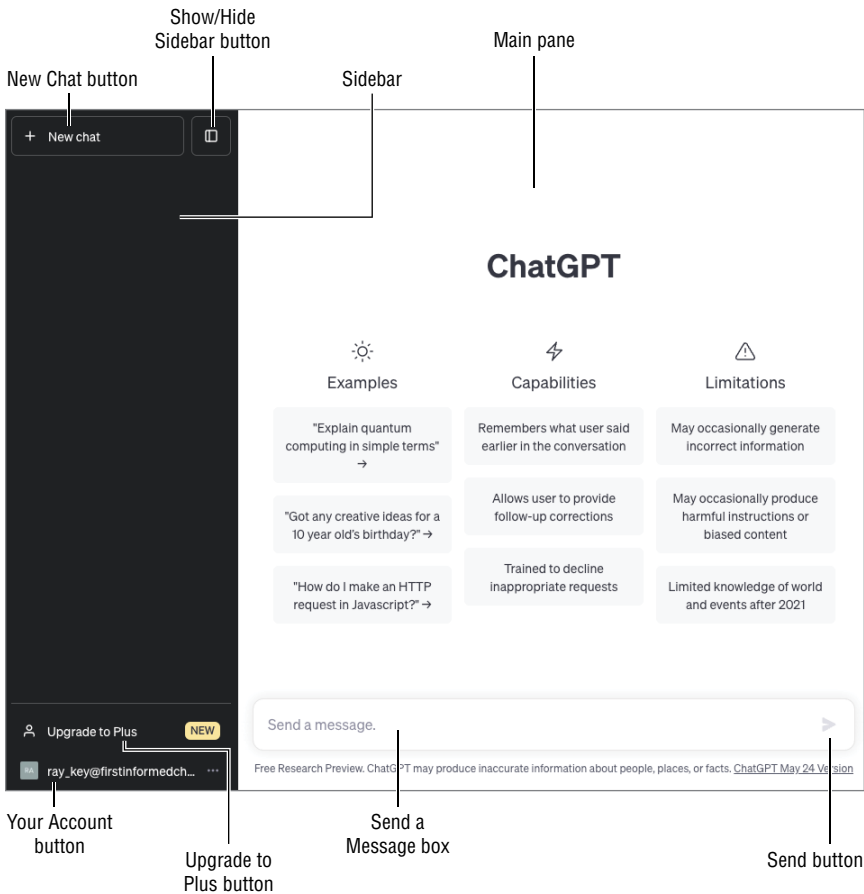 Show/Hide
Sidebar button
Main pane
New Chat button
Sidebar
+ New chat
ChatGPT
Examples
Capabilities
Limitations
"Explain quantum
computing in simple terms"
→
Remembers what user said
earlier in the conversation
May occasionally generate
incorrect information
"Got any creative ideas for a
10 year old's birthday?" →
Allows user to provide
follow-up corrections
May occasionally produce
harmful instructions or
biased content
"How do I make an HTTP
request in Javascript?" →
Trained to decline
inappropriate requests
Limited knowledge of world
and events after 2021
Upgrade to Plus
NEW
Send a message.
RA
ray_key@firstinformedch...
...
Free Research Preview. ChatGPT may produce inaccurate information about people, places, or facts. ChatGPT May 24 Version
Your Account
button
Upgrade to
Plus button
Send a
Message box
Send button